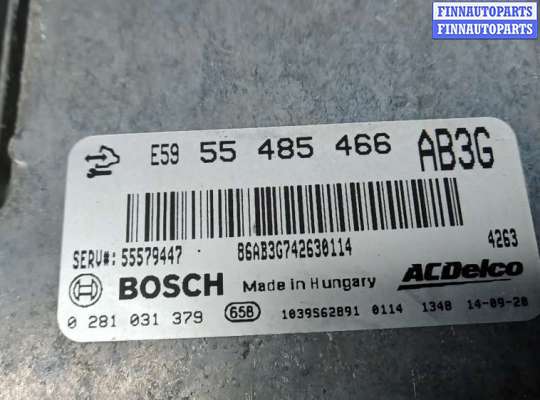 FINNAUTOPARTS
FINNAUTOPARTS
E59 55 485 466 AB3G
SERV#: 55579447 86AB3G742630114 4263
BOSCH Made in Hungary ACDelco
0 281 031 379 658 1039S62891 0114 1348 14-09-28